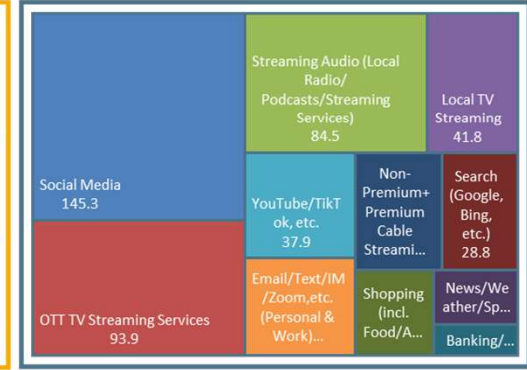 Streaming Audio (Local
Radio/
Podcasts/Streaming
Services)
84.5
Local TV
Streaming
41.8
Social Media
145.3
YouTube/TikT
ok, etc.
37.9
Non-
Premium+
Premium
Cable
Streami...
Search
(Google,
Bing,
etc.)
28.8
OTT TV Streaming Services
93.9
Email/Text/IM
/Zoom,etc.
(Personal &
Work)...
Shopping
(incl.
Food/A...
News/We
ather/Sp...
Banking/...